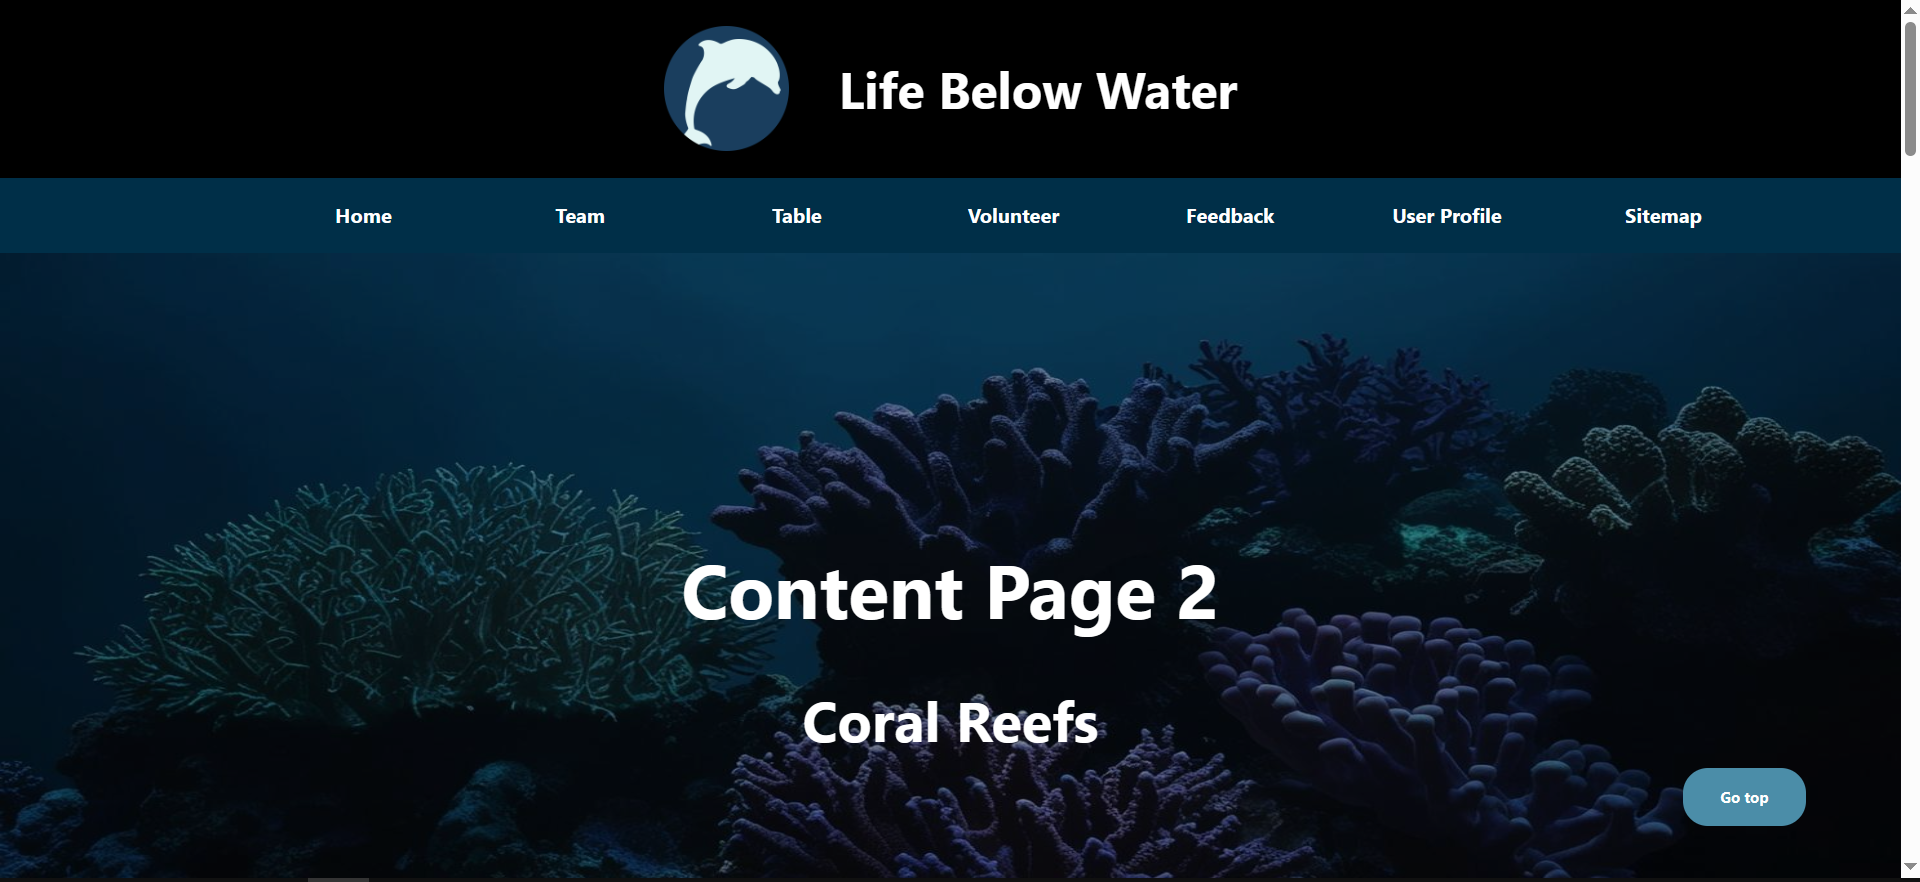 Life Below Water
Home Team Table Volunteer Feedback User Profile Sitemap
Content Page 2
Coral Reefs
Go top